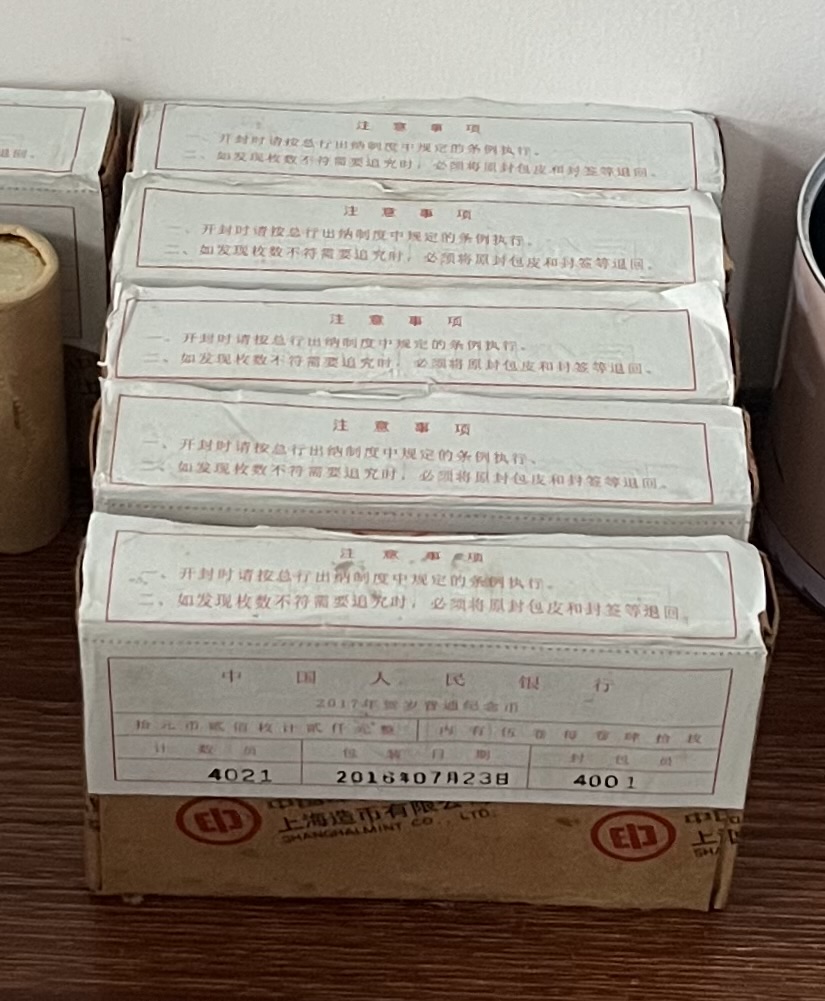 退回。
注意事项
一、开封时请按总行出纳制度中规定的条例执行。
二、如发现枚数不符需要追究时，必须将原封包皮和封签等退回。
注意事项
一、开封时请按总行出纳制度中规定的条例执行。
二、如发现枚数不符需要追究时，必须将原封包皮和封签等退回。
注意事项
一、开封时请按总行出纳制度中规定的条例执行。
二、如发现枚数不符需要追究时，必须将原封包皮和封签等退回。
注意事项
一、开封时请按总行出纳制度中规定的条例执行。
二、如发现枚数不符需要追究时，必须将原封包皮和封签等退回。
注意事项
一、开封时请按总行出纳制度中规定的条例执行。
二、如发现枚数不符需要追究时，必须将原封包皮和封签等退回。
中国人民银行
2017年贺岁普通纪念币
拾元币贰佰枚计贰仟元整 内有伍卷每卷肆拾枚
计数员 包装日期 封包员
4021 2016年07月23日 4001
中国
上海造币有限公 上
SHANGHAI MINT CO., LTD. SHA